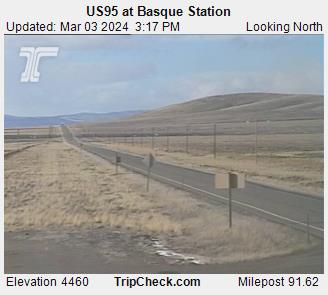 US95 at Basque Station
Updated: Mar 03 2024  3:17 PM Looking North
Elevation 4460 TripCheck.com Milepost 91.62